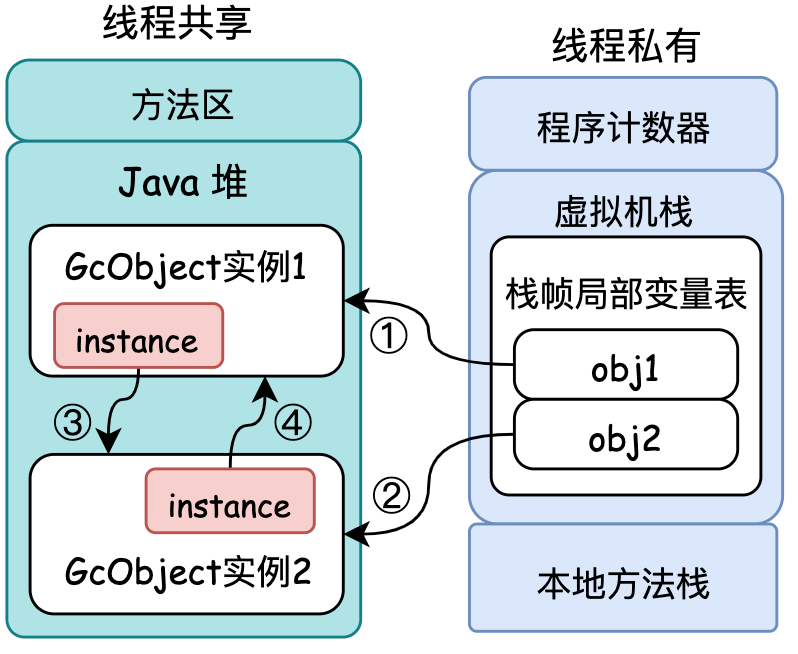 线程共享
方法区
Java 堆
GcObject实例1
instance
③
④
instance
GcObject实例2
①
②
线程私有
程序计数器
虚拟机栈
栈帧局部变量表
obj1
obj2
本地方法栈